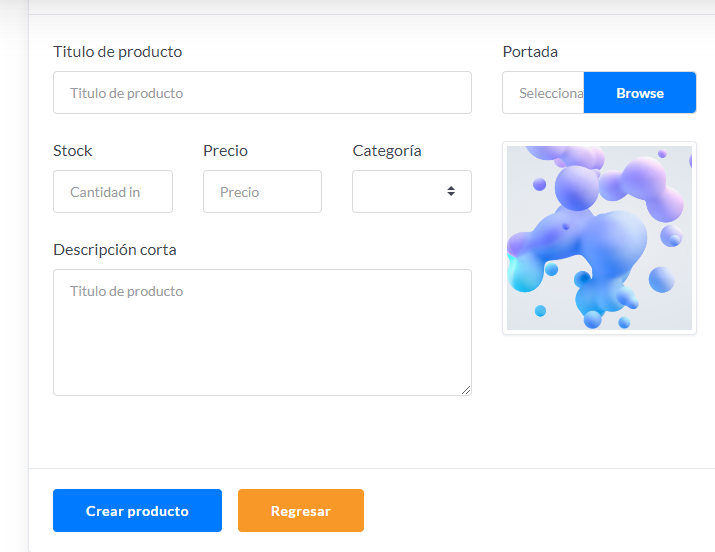 Titulo de producto
Titulo de producto
Portada
Selecciona
Browse
Stock
Cantidad in
Precio
Precio
Categoría
Descripción corta
Titulo de producto
Crear producto
Regresar